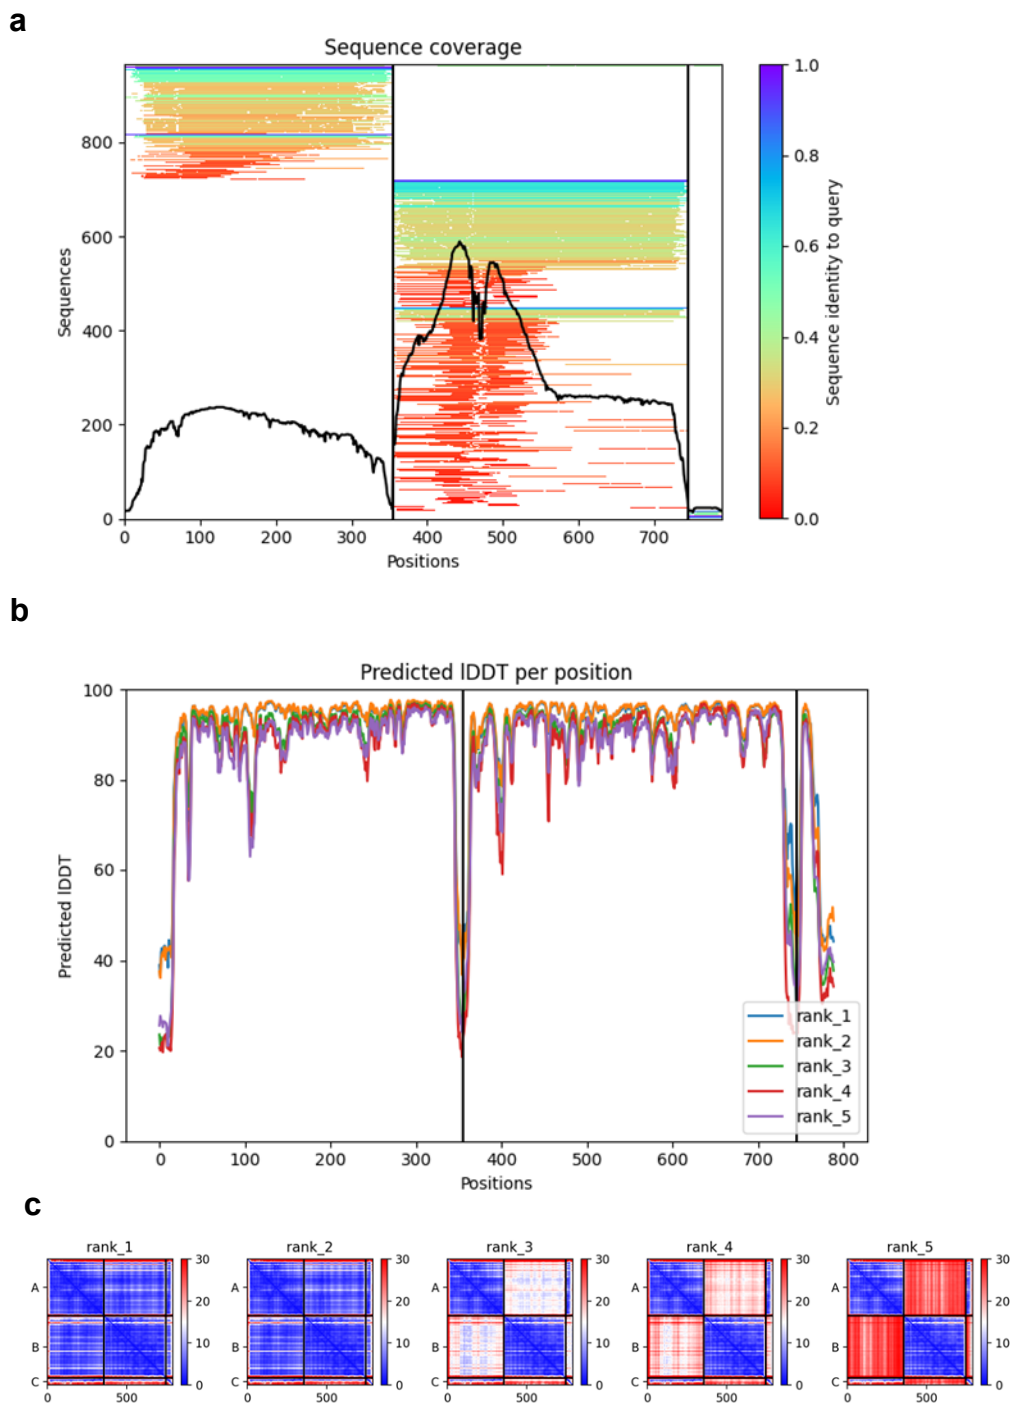 a
Sequence coverage
800
600
400
200
0
Sequences
0 100 200 300 400 500 600 700
Positions
1.0
0.8
0.6
0.4
0.2
0.0
Sequence identity to query
b
Predicted lDDT per position
100
80
60
40
20
0
Predicted lDDT
rank_1
rank_2
rank_3
rank_4
rank_5
0 100 200 300 400 500 600 700 800
Positions
c
rank_1 rank_2 rank_3 rank_4 rank_5
30 30 30 30 30
A A A A A
20 20 20 20 20
B B B B B
10 10 10 10 10
C C C C C
0 0 0 0 0
0 500 0 500 0 500 0 500 0 500